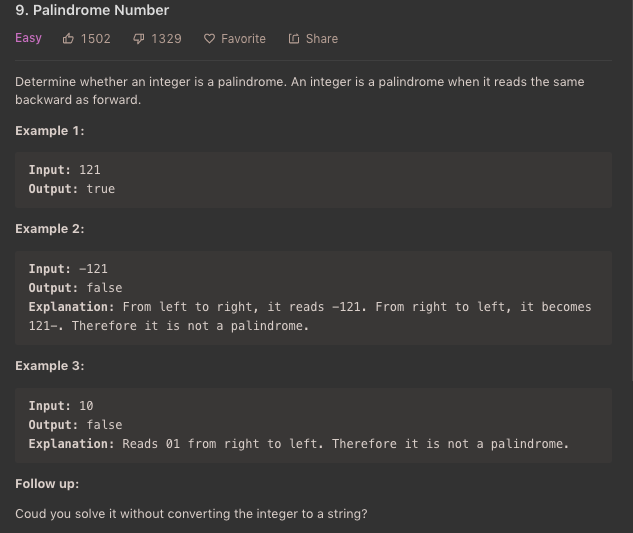 9. Palindrome Number
Easy 1502 1329 Favorite Share
Determine whether an integer is a palindrome. An integer is a palindrome when it reads the same
backward as forward.
Example 1:
Input: 121
Output: true
Example 2:
Input: -121
Output: false
Explanation: From left to right, it reads -121. From right to left, it becomes
121-. Therefore it is not a palindrome.
Example 3:
Input: 10
Output: false
Explanation: Reads 01 from right to left. Therefore it is not a palindrome.
Follow up:
Coud you solve it without converting the integer to a string?